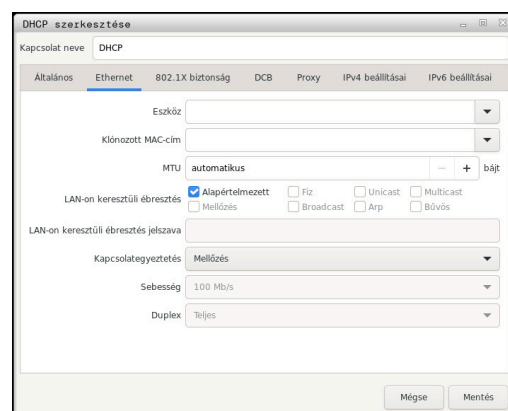 DHCP szerkesztése
Kapcsolat neve DHCP
Általános Ethernet 802.1X biztonság DCB Proxy IPv4 beállításai IPv6 beállításai
Eszköz
Klónozott MAC-cím
MTU automatikus − + bájt
LAN-on keresztüli ébresztés Alapértelmezett Fiz Unicast Multicast
Mellőzés Broadcast Arp Bűvös
LAN-on keresztüli ébresztés jelszava
Kapcsolategyeztetés Mellőzés
Sebesség 100 Mb/s
Duplex Teljes
Mégse Mentés